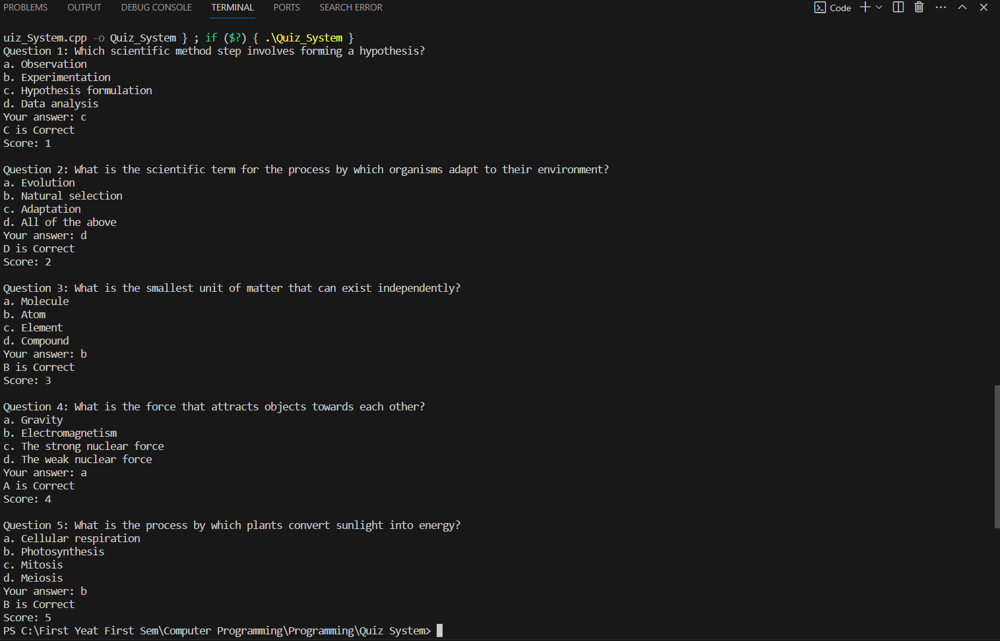 PROBLEMS OUTPUT DEBUG CONSOLE TERMINAL PORTS SEARCH ERROR Code
uiz_System.cpp -o Quiz_System } ; if ($?) { .\Quiz_System }
Question 1: Which scientific method step involves forming a hypothesis?
a. Observation
b. Experimentation
c. Hypothesis formulation
d. Data analysis
Your answer: c
C is Correct
Score: 1
Question 2: What is the scientific term for the process by which organisms adapt to their environment?
a. Evolution
b. Natural selection
c. Adaptation
d. All of the above
Your answer: d
D is Correct
Score: 2
Question 3: What is the smallest unit of matter that can exist independently?
a. Molecule
b. Atom
c. Element
d. Compound
Your answer: b
B is Correct
Score: 3
Question 4: What is the force that attracts objects towards each other?
a. Gravity
b. Electromagnetism
c. The strong nuclear force
d. The weak nuclear force
Your answer: a
A is Correct
Score: 4
Question 5: What is the process by which plants convert sunlight into energy?
a. Cellular respiration
b. Photosynthesis
c. Mitosis
d. Meiosis
Your answer: b
B is Correct
Score: 5
PS C:\First Yeat First Sem\Computer Programming\Programming\Quiz System>